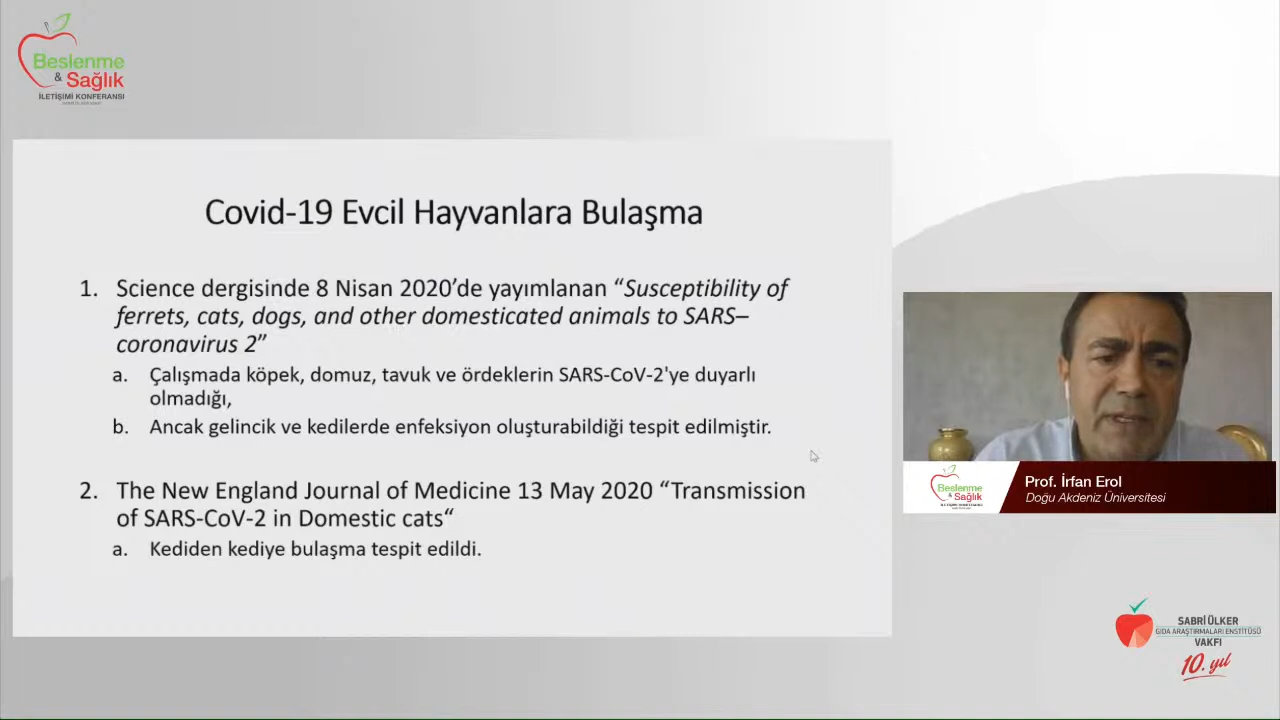 Beslenme
& Sağlık
İLETİŞİMİ KONFERANSI
Covid-19 Evcil Hayvanlara Bulaşma
1. Science dergisinde 8 Nisan 2020’de yayımlanan “Susceptibility of
ferrets, cats, dogs, and other domesticated animals to SARS–
coronavirus 2”
a. Çalışmada köpek, domuz, tavuk ve ördeklerin SARS-CoV-2'ye duyarlı
olmadığı,
b. Ancak gelincik ve kedilerde enfeksiyon oluşturabildiği tespit edilmiştir.
2. The New England Journal of Medicine 13 May 2020 “Transmission
of SARS-CoV-2 in Domestic cats“
a. Kediden kediye bulaşma tespit edildi.
Beslenme
& Sağlık
Prof. İrfan Erol
Doğu Akdeniz Üniversitesi
SABRİ ÜLKER
GIDA ARAŞTIRMALARI ENSTİTÜSÜ
VAKFI
10. yıl